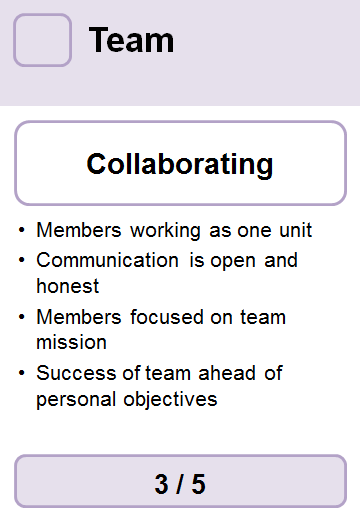 Team
Collaborating
• Members working as one unit
• Communication is open and
honest
• Members focused on team
mission
• Success of team ahead of
personal objectives
3 / 5